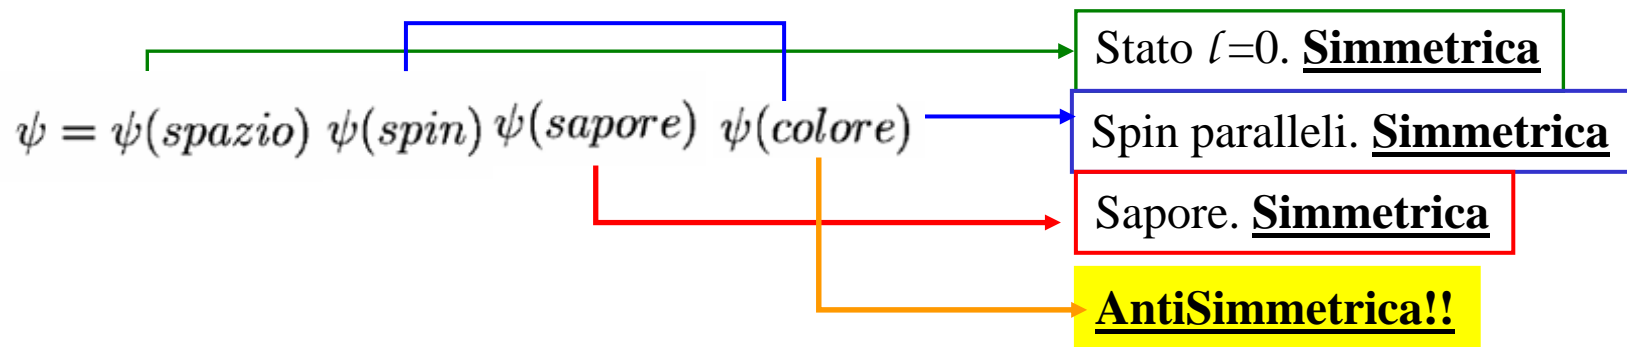 Stato ℓ=0. Simmetrica
ψ = ψ(spazio) ψ(spin) ψ(sapore) ψ(colore)
Spin paralleli. Simmetrica
Sapore. Simmetrica
AntiSimmetrica!!